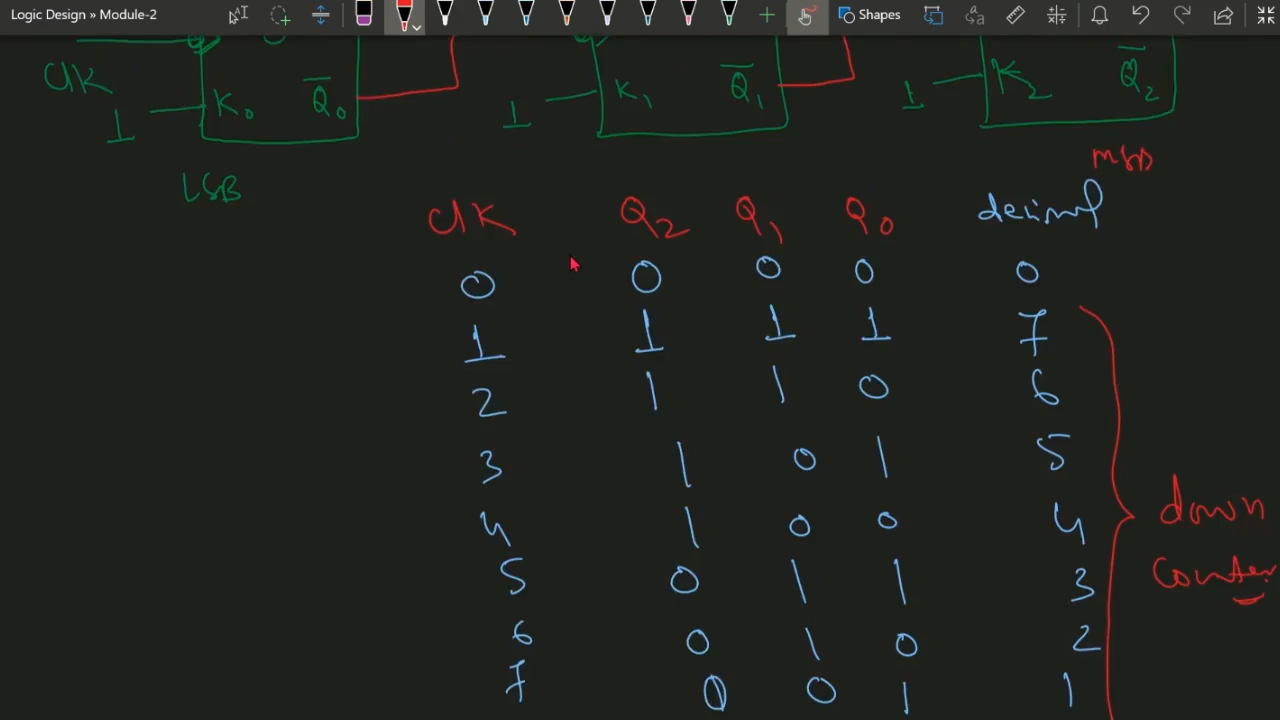 Logic Design » Module-2
Shapes
Clk
1 K₀ Q̅₀ 1 K₁ Q̅₁ 1 K₂ Q̅₂
LSB
MSB
Clk Q₂ Q₁ Q₀ decimal
0 0 0 0 0
1 1 1 1 7
2 1 1 0 6
3 1 0 1 5
4 1 0 0 4
5 0 1 1 3
6 0 1 0 2
7 0 0 1 1
down
counter